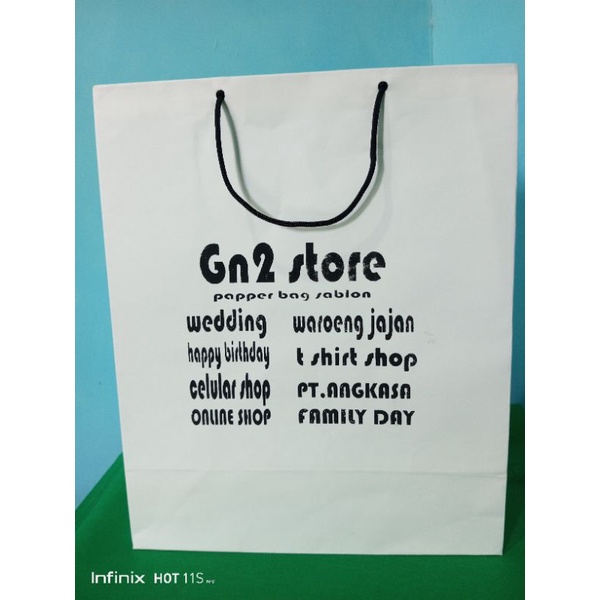 Gn2 store
papper bag sablon
wedding
waroeng jajan
happy birthday
t shirt shop
celular shop
PT.ANGKASA
ONLINE SHOP
FAMILY DAY
Infinix HOT 11S